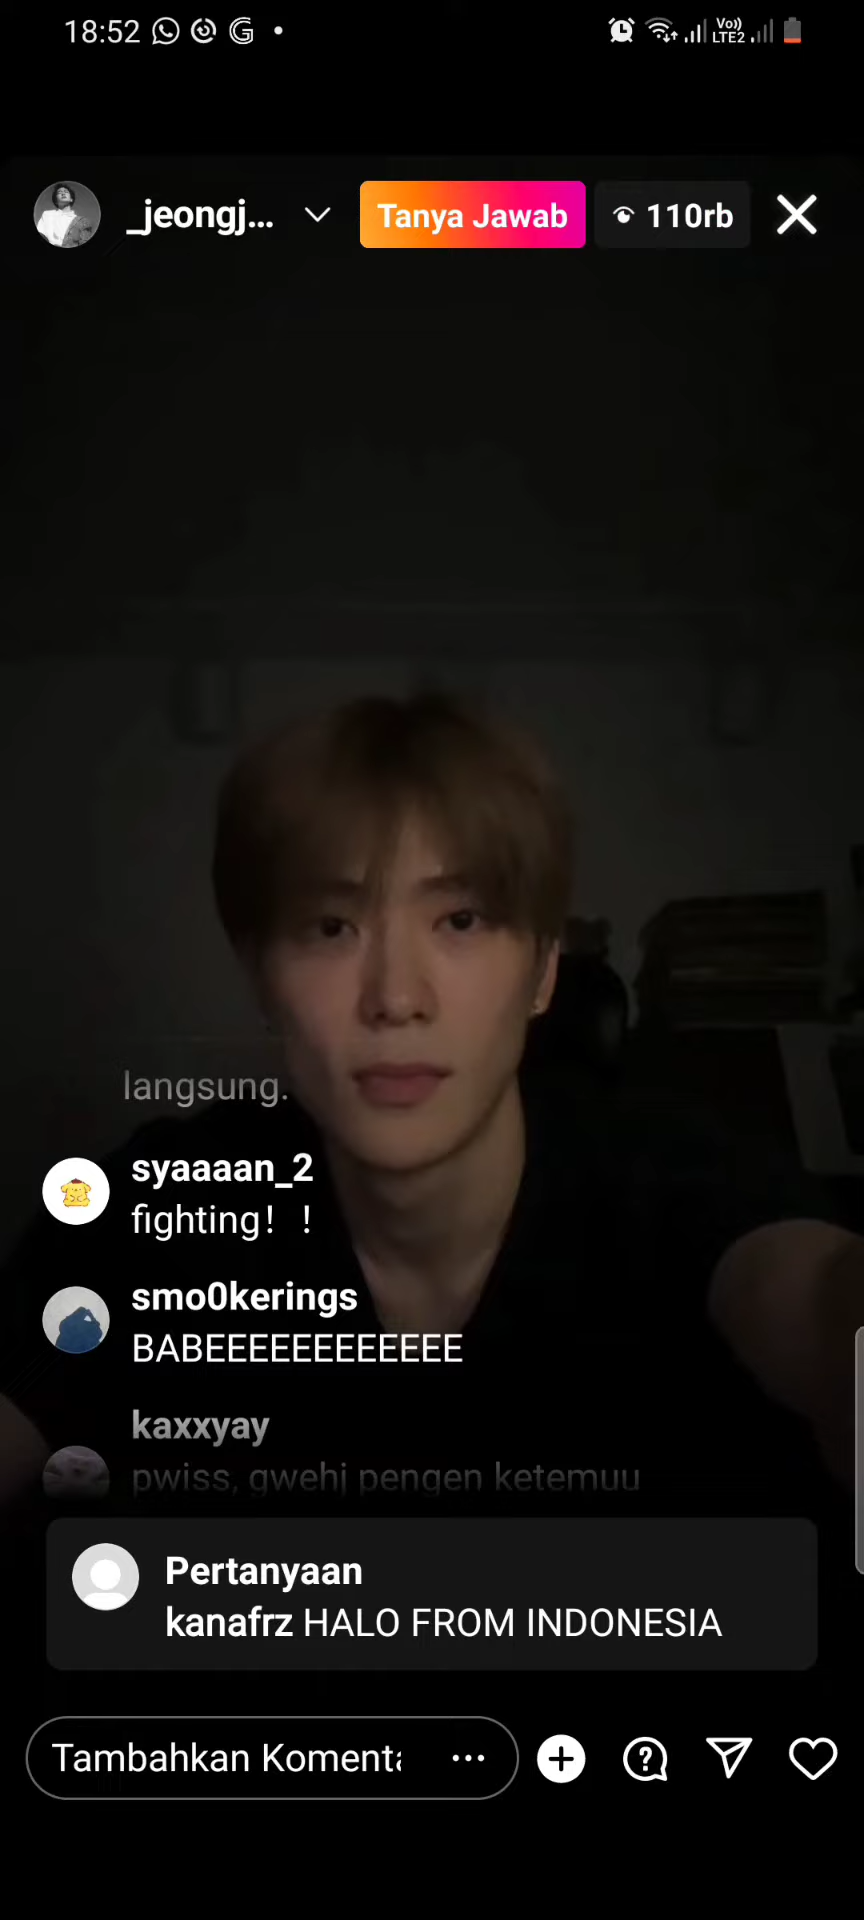 18:52
Vo))
LTE2
_jeongj...
Tanya Jawab
110rb
langsung.
syaaaan_2
fighting！！
smo0kerings
BABEEEEEEEEEEEE
kaxxyay
pwiss, gwehj pengen ketemuu
Pertanyaan
kanafrz HALO FROM INDONESIA
Tambahkan Komenta